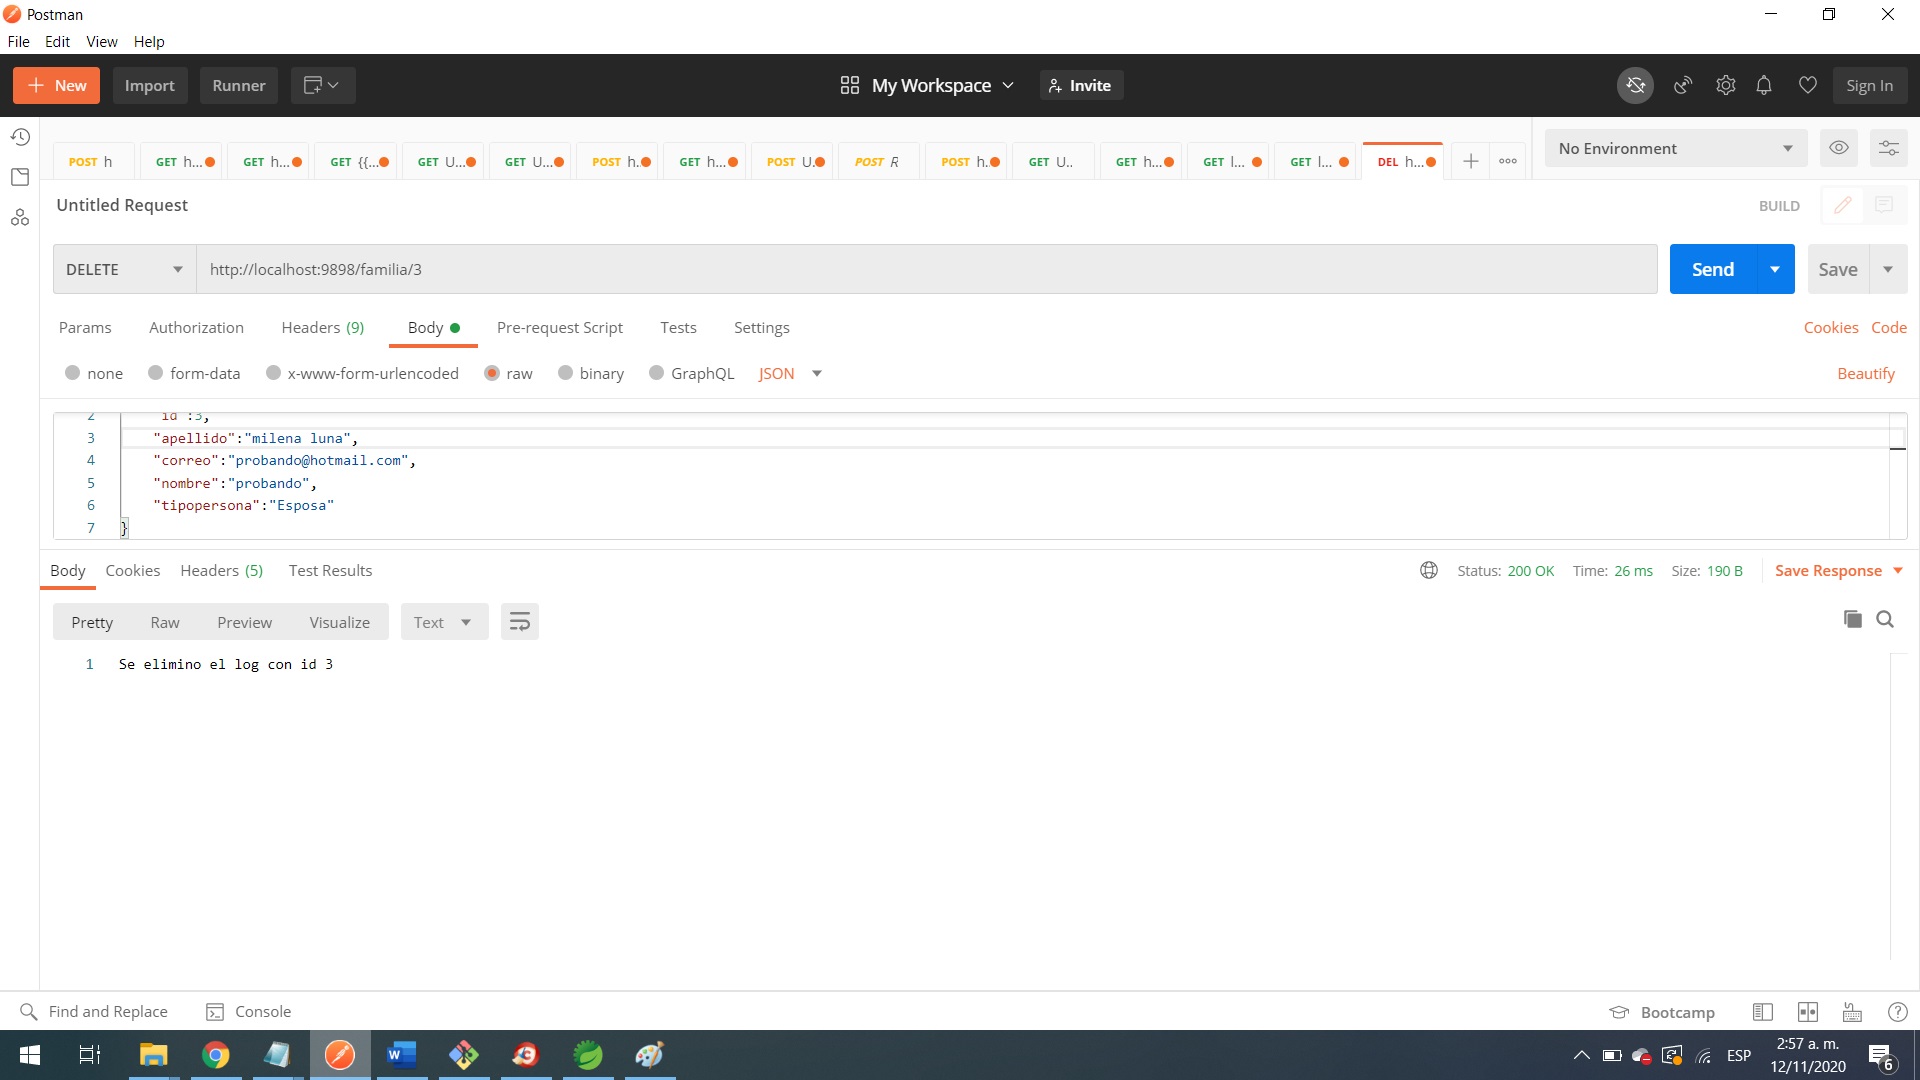 Postman
File Edit View Help
New Import Runner My Workspace Invite Sign In
POST h GET h... GET h... GET {{... GET U... GET U... POST h. GET h... POST U. POST R POST h. GET U.. GET h... GET l... GET l... DEL h... No Environment
Untitled Request BUILD
DELETE http://localhost:9898/familia/3 Send Save
Params Authorization Headers (9) Body Pre-request Script Tests Settings Cookies Code
none form-data x-www-form-urlencoded raw binary GraphQL JSON Beautify
2 id :3,
3 "apellido":"milena luna",
4 "correo":"probando@hotmail.com",
5 "nombre":"probando",
6 "tipopersona":"Esposa"
7 }
Body Cookies Headers (5) Test Results Status: 200 OK Time: 26 ms Size: 190 B Save Response
Pretty Raw Preview Visualize Text
1 Se elimino el log con id 3
Find and Replace Console Bootcamp
ESP 2:57 a. m.
12/11/2020 6